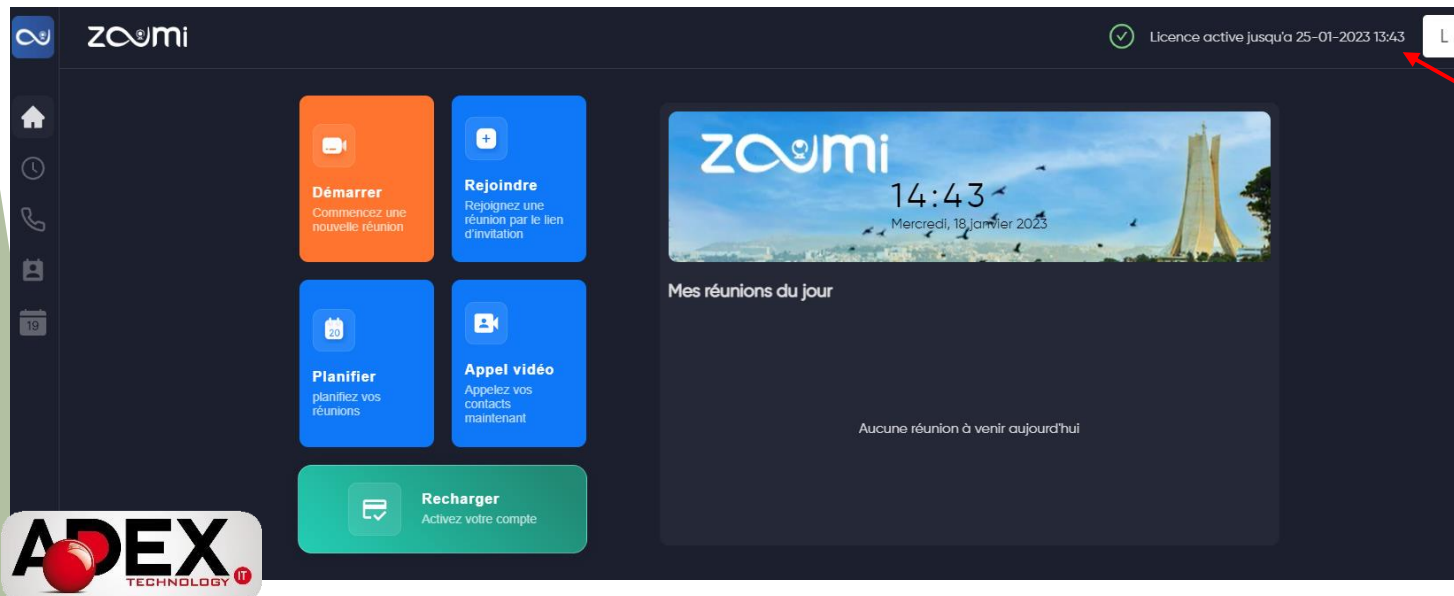 zoomi
Licence active jusqu'a 25-01-2023 13:43
L
Démarrer
Commencez une
nouvelle réunion
Rejoindre
Rejoignez une
réunion par le lien
d'invitation
Planifier
planifiez vos
réunions
Appel vidéo
Appelez vos
contacts
maintenant
Recharger
Activez votre compte
zoomi
14:43
Mercredi, 18 janvier 2023
Mes réunions du jour
Aucune réunion à venir aujourd'hui
19
20
ADEX
TECHNOLOGY IT